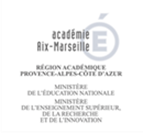 académie
Aix-Marseille
RÉGION ACADÉMIQUE
PROVENCE-ALPES-CÔTE D'AZUR
MINISTÈRE
DE L'ÉDUCATION NATIONALE
MINISTÈRE
DE L'ENSEIGNEMENT SUPÉRIEUR,
DE LA RECHERCHE
ET DE L'INNOVATION